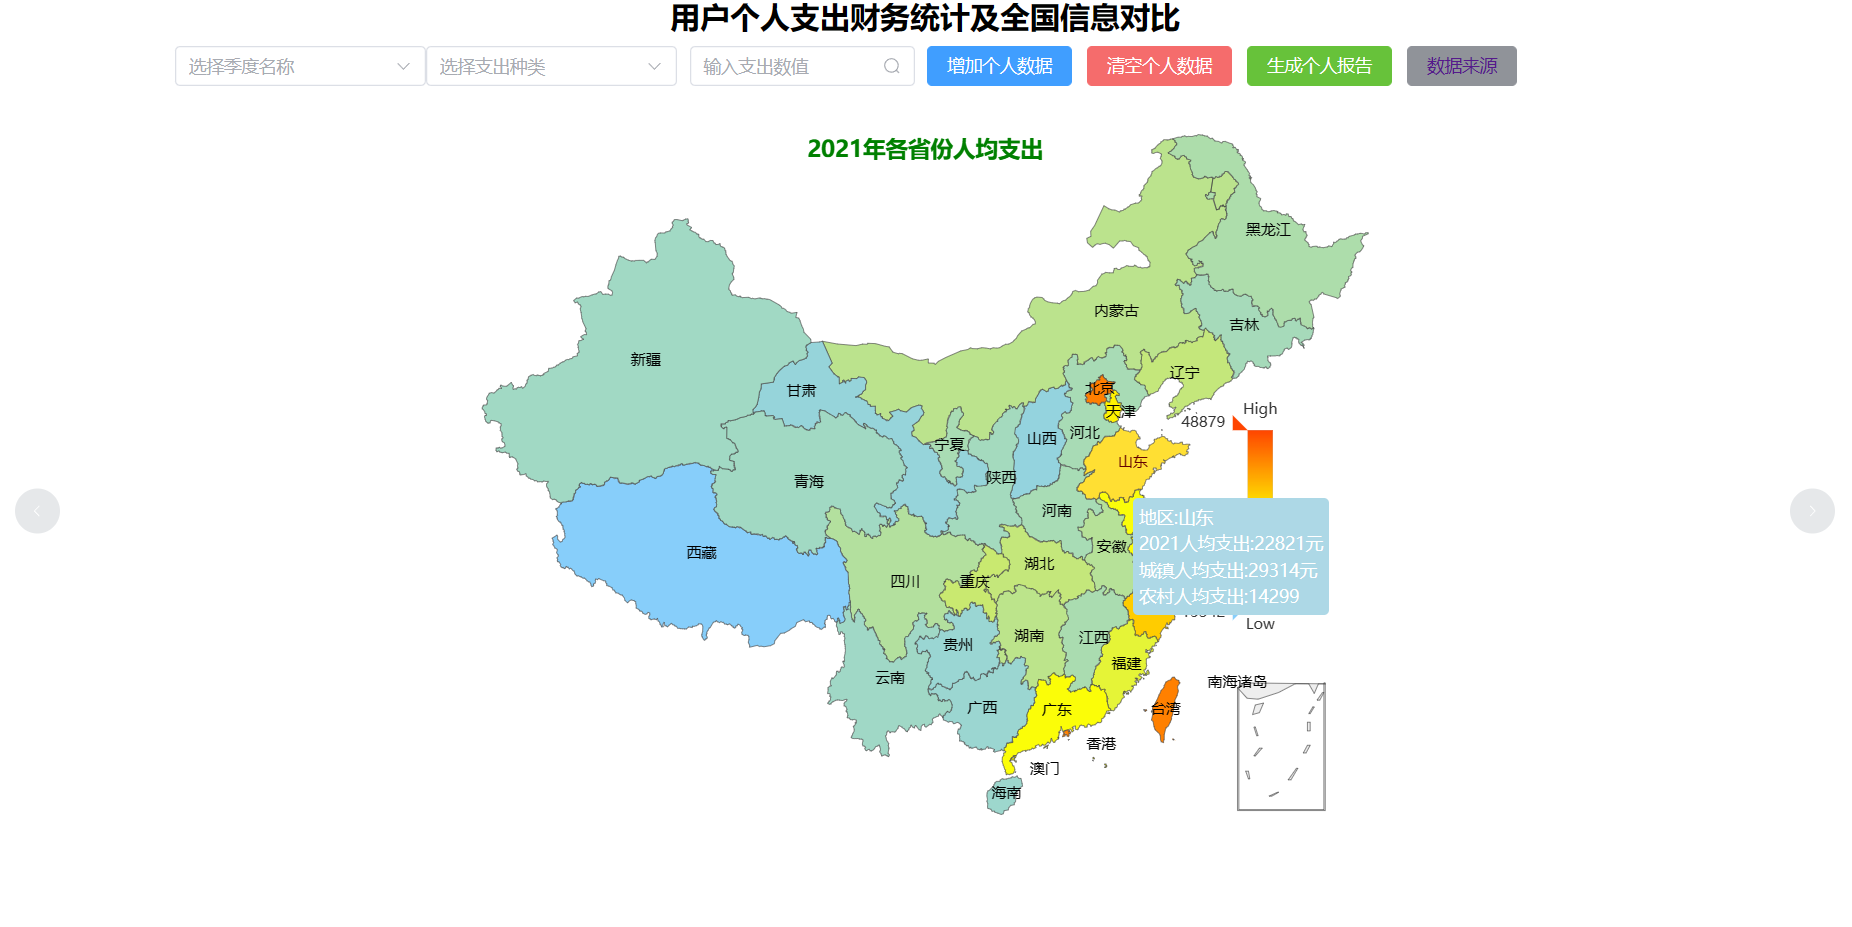 用户个人支出财务统计及全国信息对比
选择季度名称
选择支出种类
输入支出数值
增加个人数据
清空个人数据
生成个人报告
数据来源
2021年各省份人均支出
黑龙江
内蒙古
吉林
新疆
辽宁
甘肃
北京
天津
High
48879
宁夏
山西
河北
山东
青海
陕西
河南
地区:山东
2021人均支出:22821元
城镇人均支出:29314元
农村人均支出:14299
安徽
西藏
湖北
四川
重庆
Low
湖南
江西
贵州
福建
云南
南海诸岛
广西
广东
台湾
香港
澳门
海南